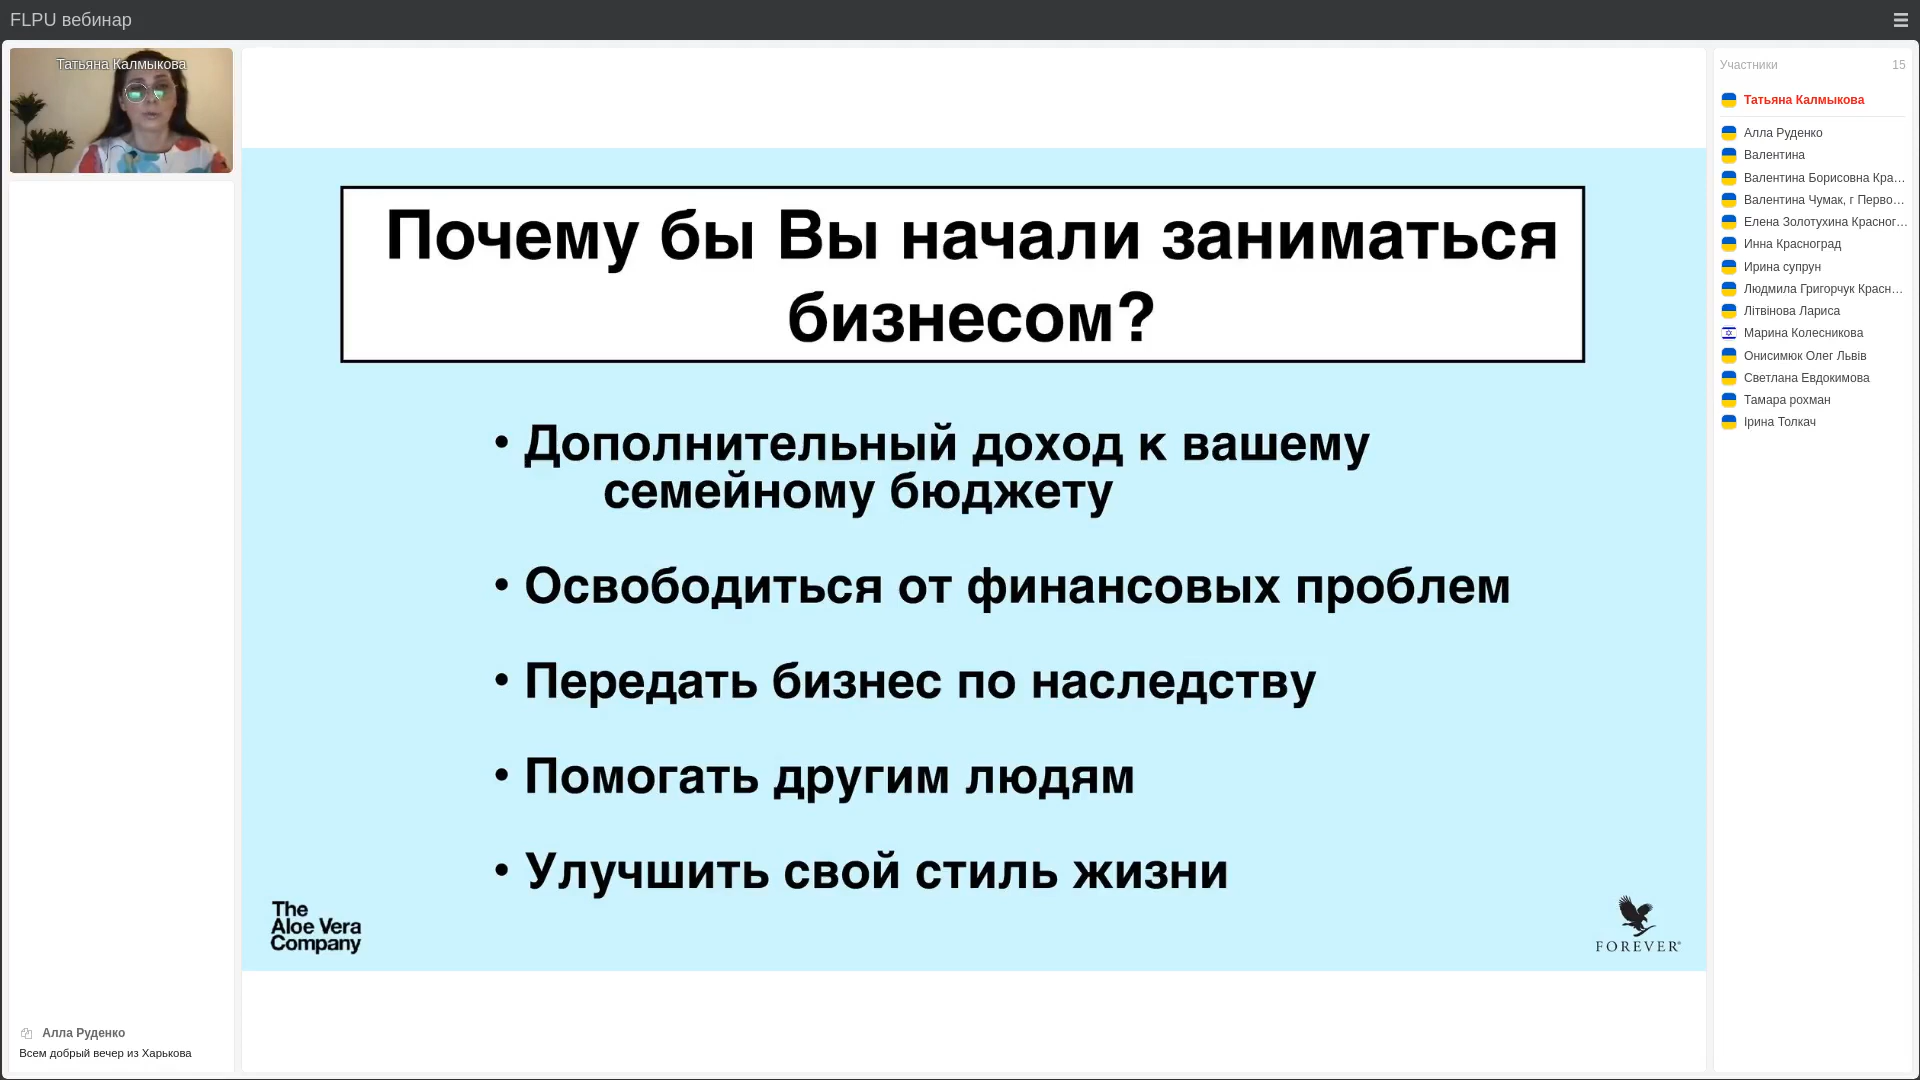 FLPU вебинар
Татьяна Калмыкова
Почему бы Вы начали заниматься
бизнесом?
• Дополнительный доход к вашему
семейному бюджету
• Освободиться от финансовых проблем
• Передать бизнес по наследству
• Помогать другим людям
• Улучшить свой стиль жизни
The
Aloe Vera
Company
FOREVER®
Алла Руденко
Всем добрый вечер из Харькова
Участники 15
Татьяна Калмыкова
Алла Руденко
Валентина
Валентина Борисовна Кра...
Валентина Чумак, г Перво...
Елена Золотухина Красног...
Инна Красноград
Ирина супрун
Людмила Григорчук Красн...
Літвінова Лариса
Марина Колесникова
Онисимюк Олег Львів
Светлана Евдокимова
Тамара рохман
Ірина Толкач